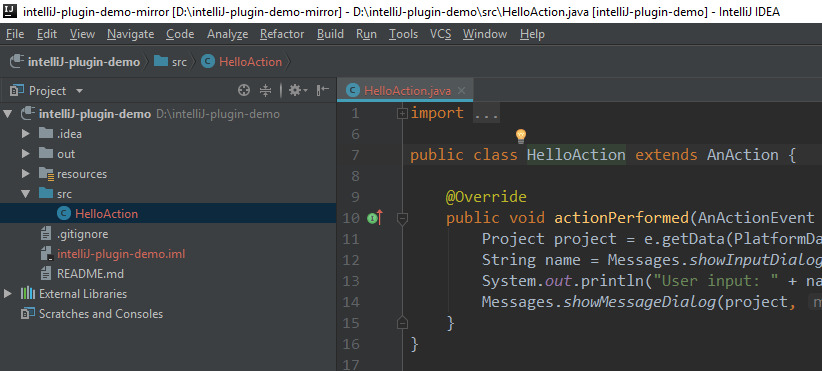 intelliJ-plugin-demo-mirror [D:\intelliJ-plugin-demo-mirror] - D:\intelliJ-plugin-demo\src\HelloAction.java [intelliJ-plugin-demo] - IntelliJ IDEA
File Edit View Navigate Code Analyze Refactor Build Run Tools VCS Window Help
intelliJ-plugin-demo src HelloAction
Project
intelliJ-plugin-demo D:\intelliJ-plugin-demo
.idea
out
resources
src
HelloAction
.gitignore
intelliJ-plugin-demo.iml
README.md
External Libraries
Scratches and Consoles
HelloAction.java
1 import ...
6
7 public class HelloAction extends AnAction {
8
9 @Override
10 public void actionPerformed(AnActionEvent
11 Project project = e.getData(PlatformDa
12 String name = Messages.showInputDialog
13 System.out.println("User input: " + na
14 Messages.showMessageDialog(project,
15 }
16 }
17